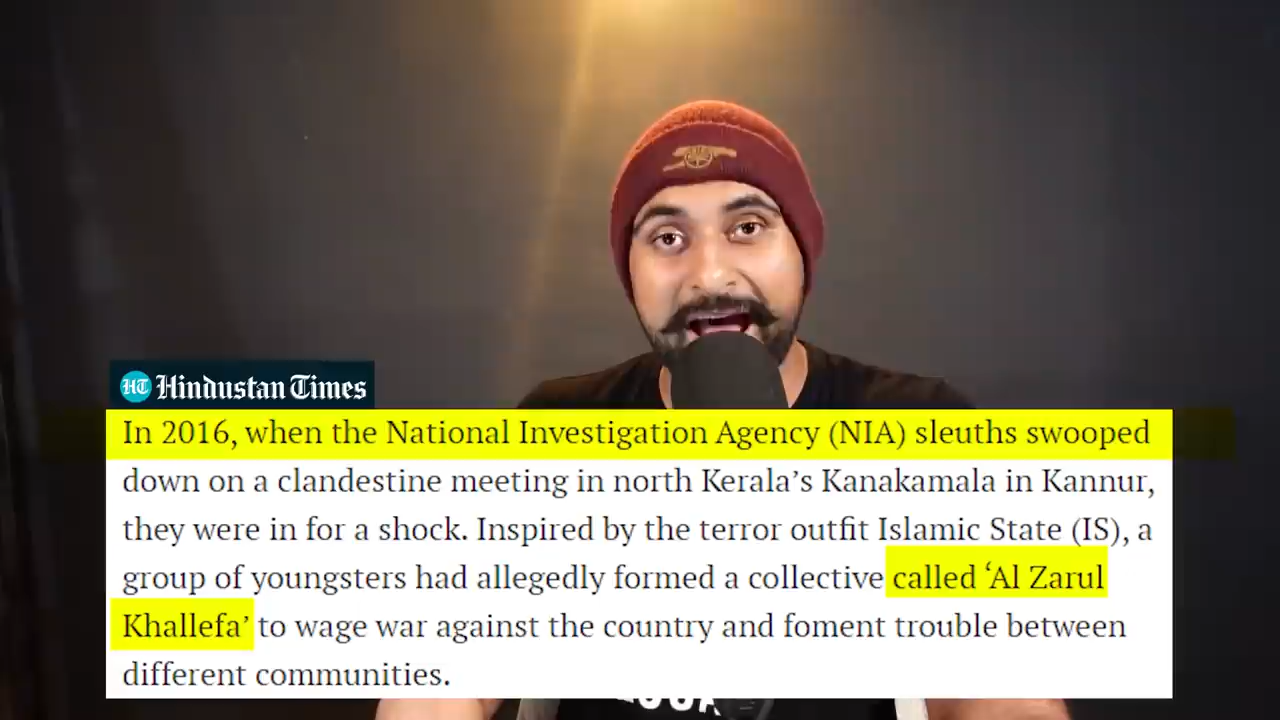 HT Hindustan Times
In 2016, when the National Investigation Agency (NIA) sleuths swooped
down on a clandestine meeting in north Kerala’s Kanakamala in Kannur,
they were in for a shock. Inspired by the terror outfit Islamic State (IS), a
group of youngsters had allegedly formed a collective called ‘Al Zarul
Khallefa’ to wage war against the country and foment trouble between
different communities.